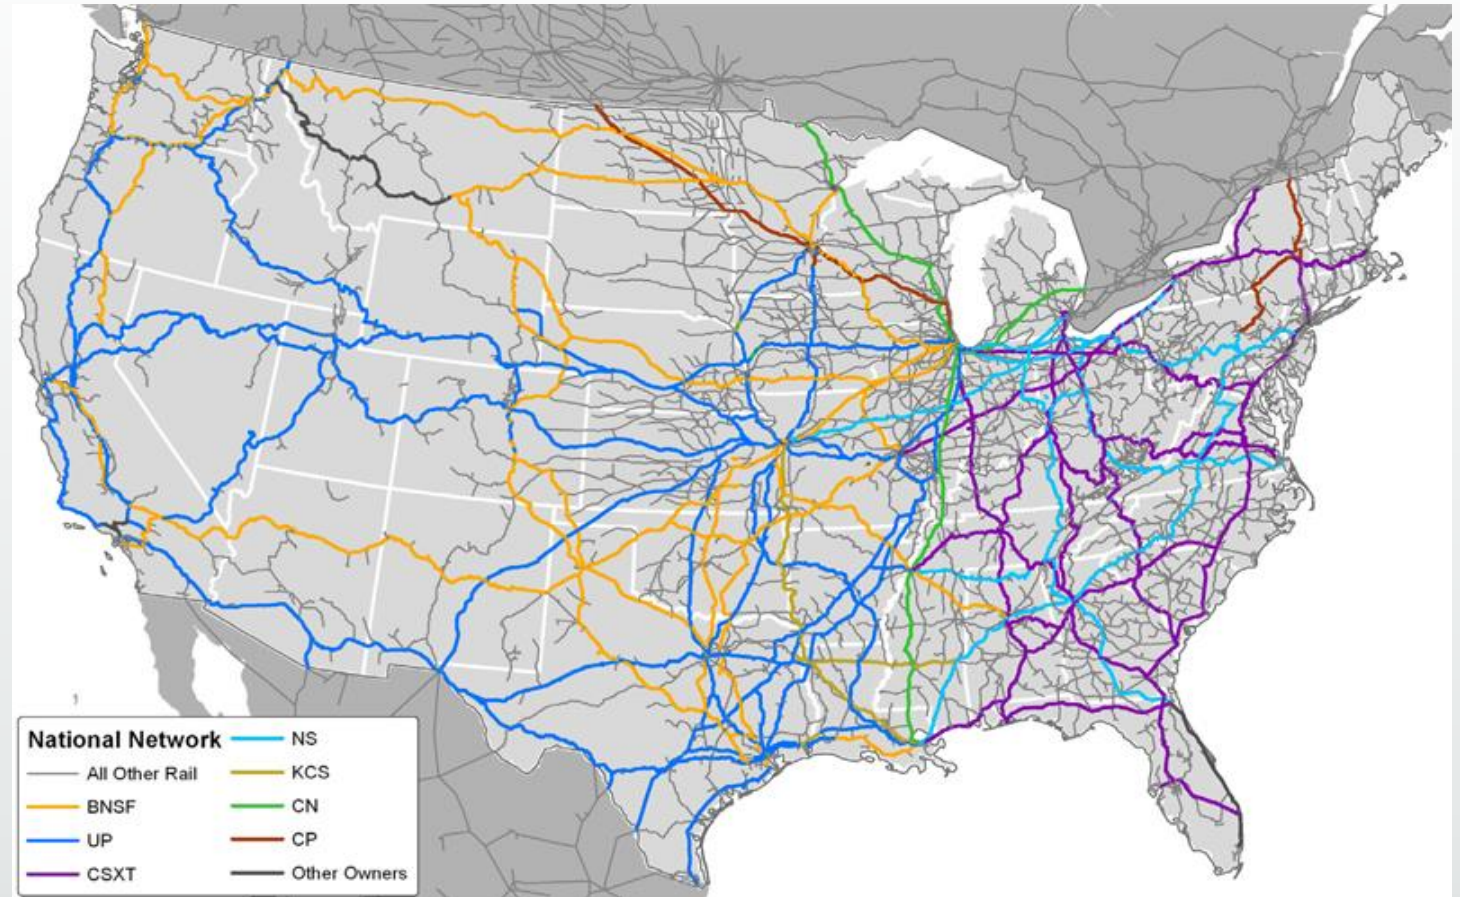 National Network
All Other Rail
BNSF
UP
CSXT
NS
KCS
CN
CP
Other Owners